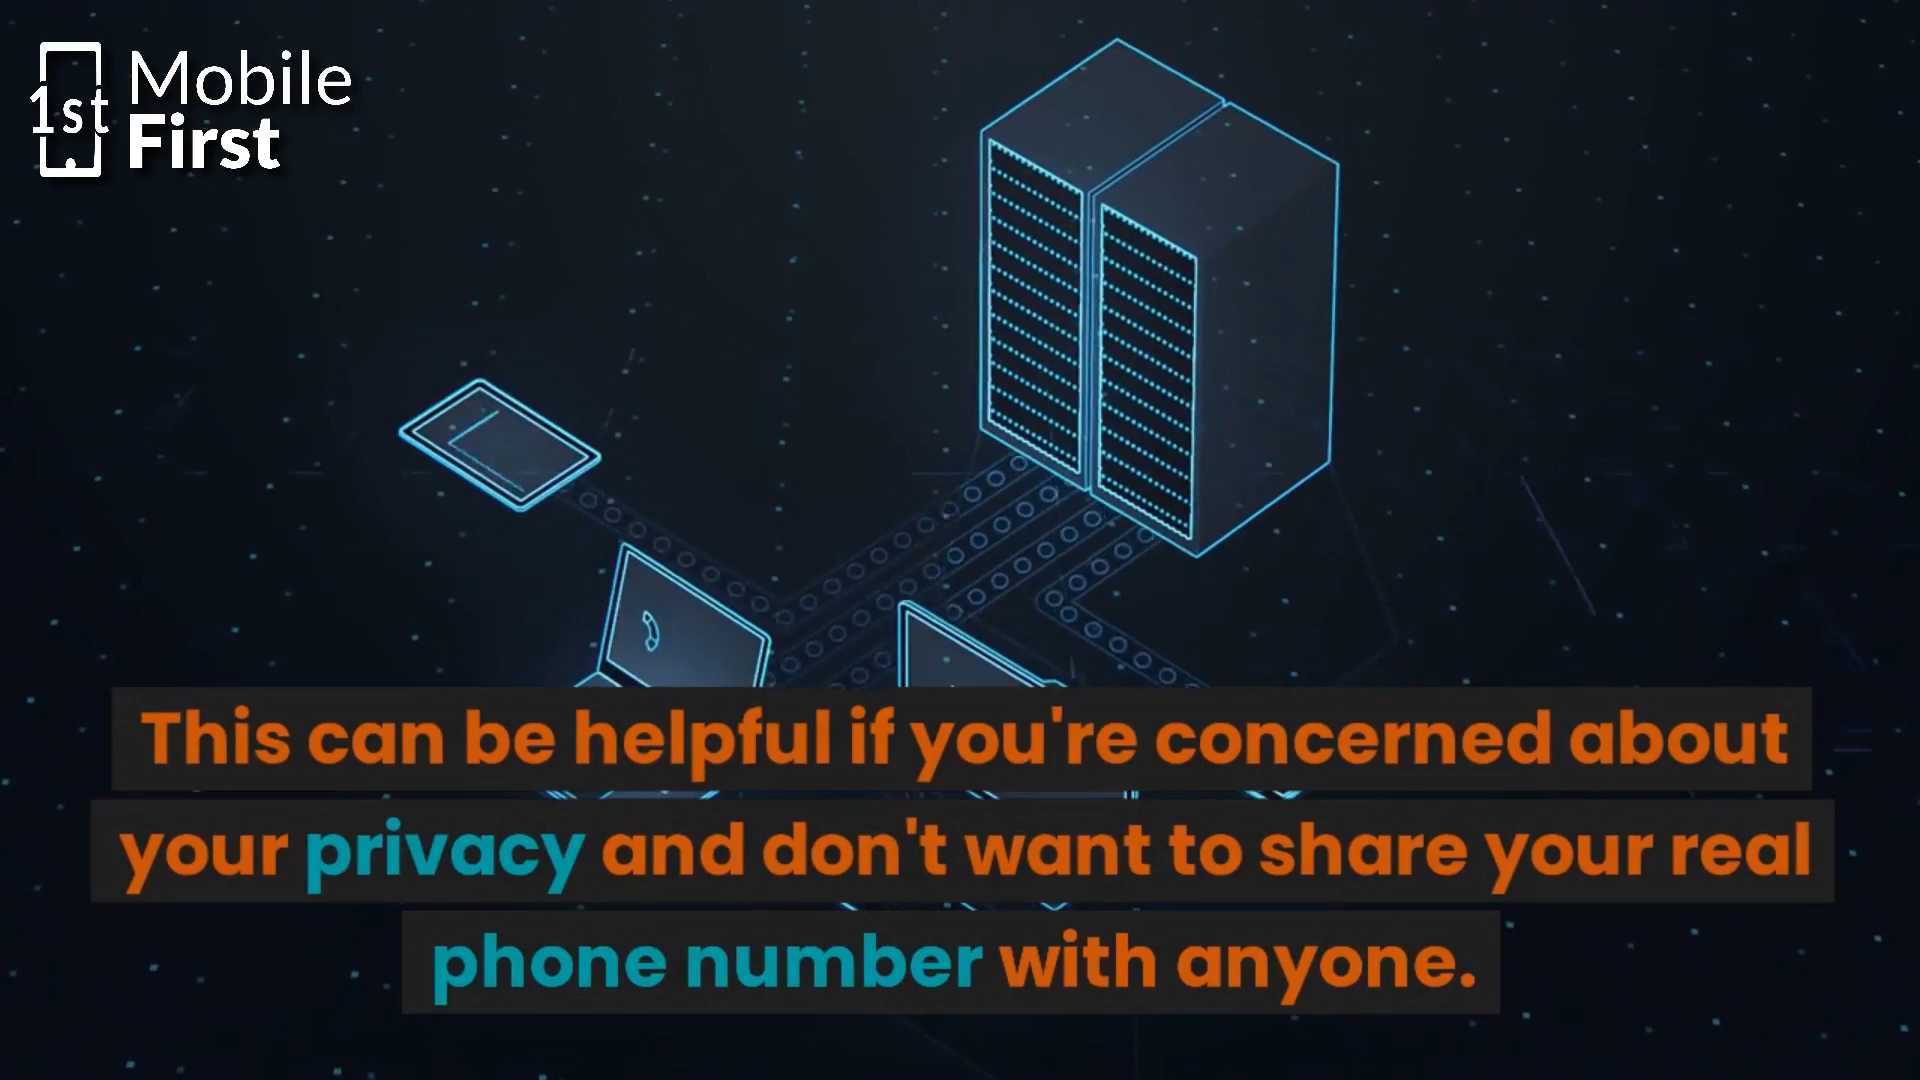 1st
Mobile
First
This can be helpful if you're concerned about
your privacy and don't want to share your real
phone number with anyone.